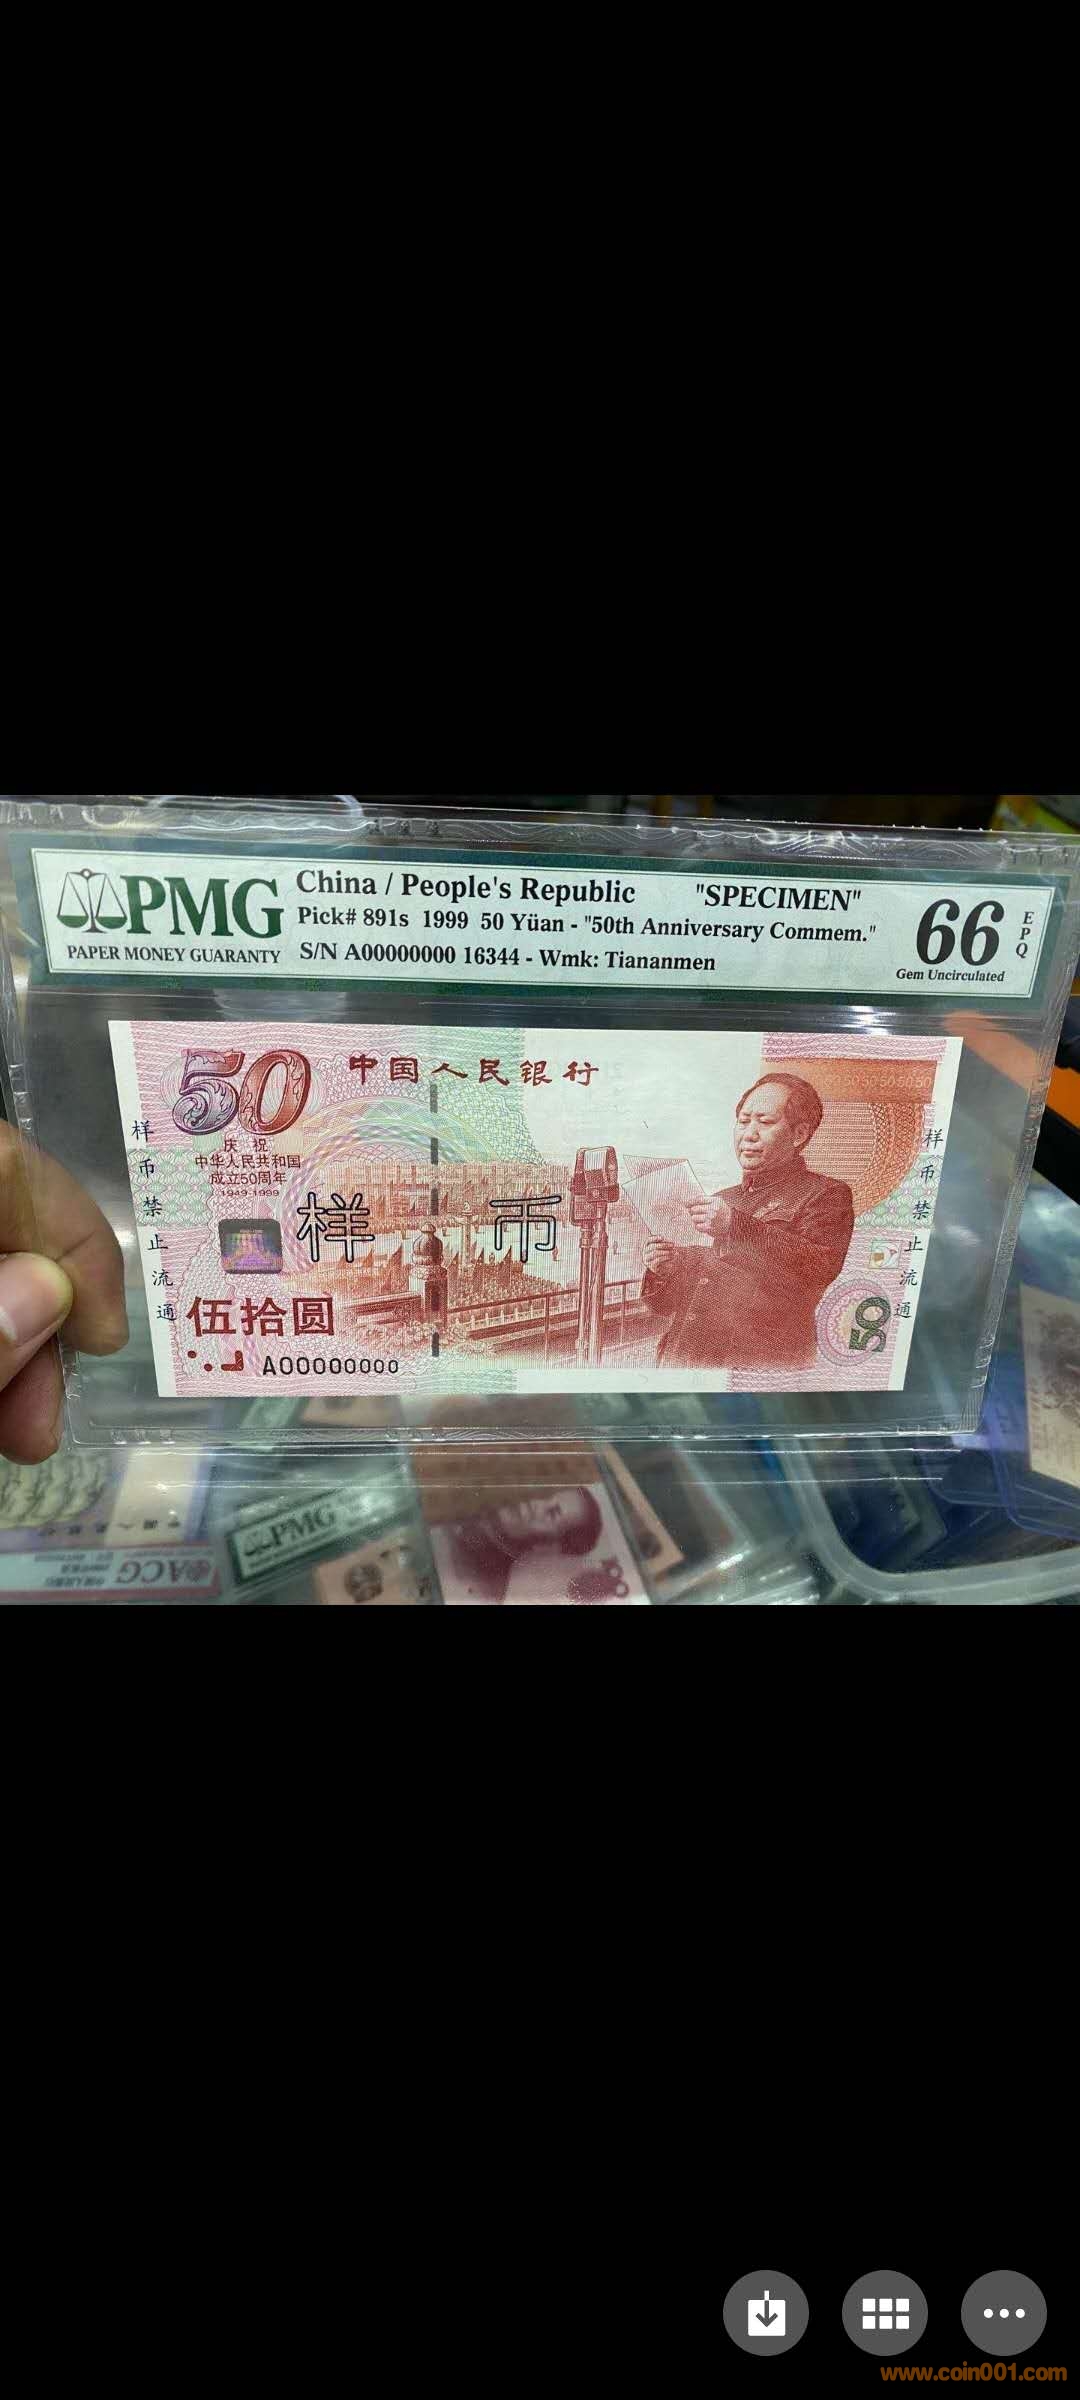 PMG
PAPER MONEY GUARANTY
China / People's Republic "SPECIMEN"
Pick# 891s 1999 50 Yüan - "50th Anniversary Commem."
S/N A00000000 16344 - Wmk: Tiananmen
66
EPQ
Gem Uncirculated
50
中国人民银行
庆祝
中华人民共和国
成立50周年
1949-1999
样币禁止流通
样币
伍拾圆
A00000000
样币禁止流通
50
PMG
ACG
www.coin001.com